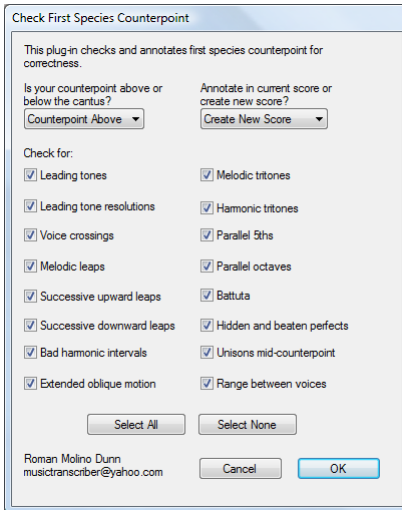 Check First Species Counterpoint
This plug-in checks and annotates first species counterpoint for
correctness.
Is your counterpoint above or
below the cantus?
Counterpoint Above
Annotate in current score or
create new score?
Create New Score
Check for:
Leading tones
Melodic tritones
Leading tone resolutions
Harmonic tritones
Voice crossings
Parallel 5ths
Melodic leaps
Parallel octaves
Successive upward leaps
Battuta
Successive downward leaps
Hidden and beaten perfects
Bad harmonic intervals
Unisons mid-counterpoint
Extended oblique motion
Range between voices
Select All
Select None
Roman Molino Dunn
musictranscriber@yahoo.com
Cancel
OK